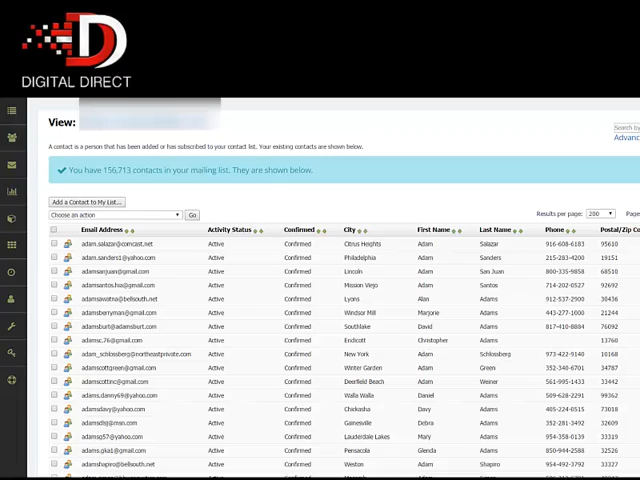 DIGITAL DIRECT
View:
Search by
Advanc
A contact is a person that has been added or has subscribed to your contact list. Your existing contacts are shown below.
You have 156,713 contacts in your mailing list. They are shown below.
Add a Contact to My List...
Choose an action Go Results per page: 200 Page
Email Address Activity Status Confirmed City First Name Last Name Phone Postal/Zip Co
adam.salazar@comcast.net Active Confirmed Citrus Heights Adam Salazar 916-608-6183 95610
adam.sanders1@yahoo.com Active Confirmed Philadelphia Adam Sanders 215-283-4200 19151
adamsanjuan@gmail.com Active Confirmed Lincoln Adam San Juan 800-335-9858 68510
adamsantos.hva@gmail.com Active Confirmed Mission Viejo Adam Santos 714-202-0527 92692
adamsawatna@bellsouth.net Active Confirmed Lyons Alan Adams 912-537-2900 30436
adamsberryman@gmail.com Active Confirmed Windsor Mill Marjorie Adams 443-277-1000 21244
adamsburt@adamsburt.com Active Confirmed Southlake David Adams 817-410-8884 76092
adamsc.76@gmail.com Active Confirmed Endicott Christopher Adams 13760
adam_schlossberg@northeastprivate.com Active Confirmed New York Adam Schlossberg 973-422-9140 10168
adamscottgreen@gmail.com Active Confirmed Winter Garden Adam Green 352-340-6701 34787
adamscottinc@gmail.com Active Confirmed Deerfield Beach Adam Weiner 561-995-1433 33442
adams.danny69@yahoo.com Active Confirmed Walla Walla Daniel Adams 509-628-2291 99362
adamsdavy@yahoo.com Active Confirmed Chickasha Davy Adams 405-224-0515 73018
adamsdhj@msn.com Active Confirmed Gainesville Debra Adams 352-281-3492 32609
adamsg57@yahoo.com Active Confirmed Lauderdale Lakes Mary Adams 954-358-0139 33319
adams.gka1@gmail.com Active Confirmed Pensacola Glenda Adams 850-944-2588 32526
adamshapiro@bellsouth.net Active Confirmed Weston Adam Shapiro 954-492-3792 33327